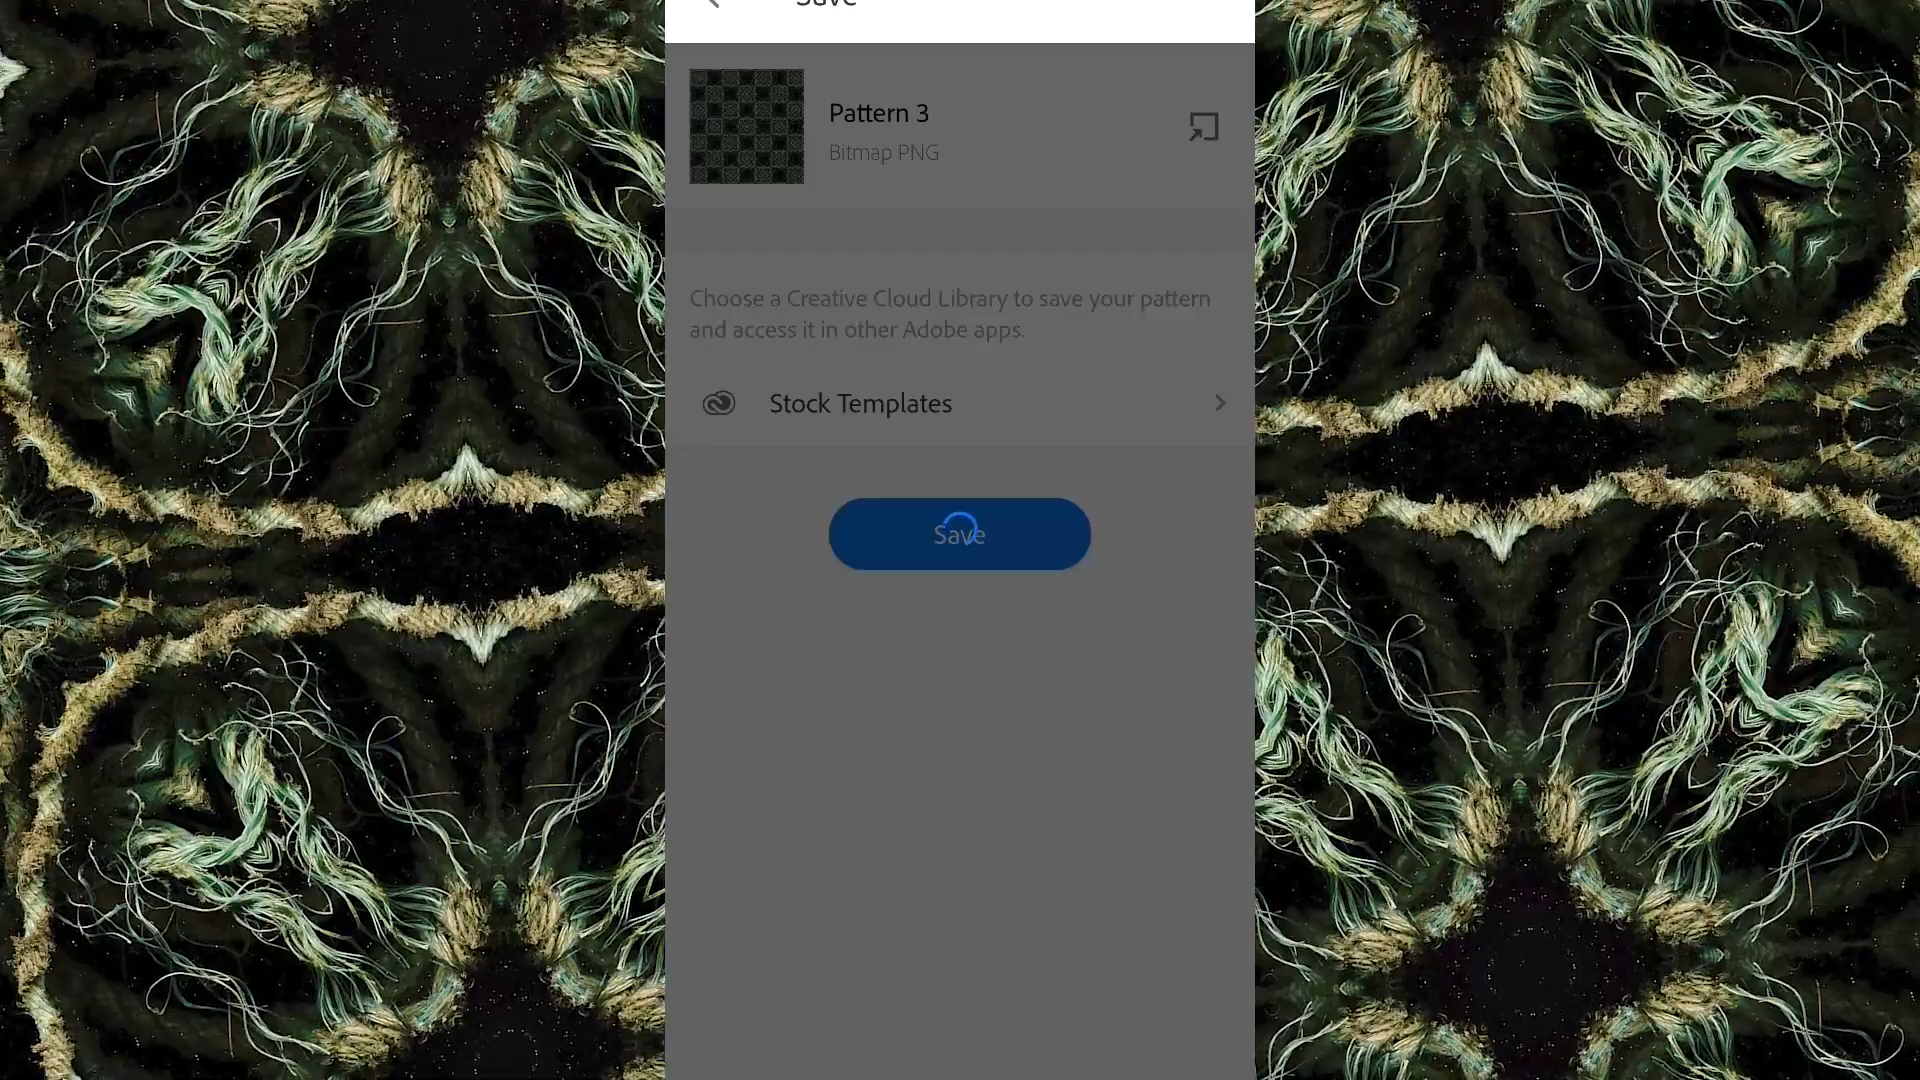 Save
Pattern 3
Bitmap PNG
Choose a Creative Cloud Library to save your pattern
and access it in other Adobe apps.
Stock Templates
Save